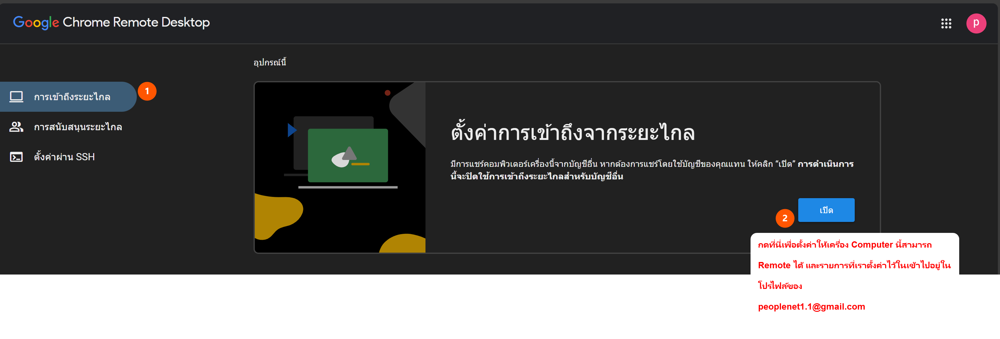 Google Chrome Remote Desktop
p
อุปกรณ์นี้
การเข้าถึงระยะไกล
1
การสนับสนุนระยะไกล
ตั้งค่าผ่าน SSH
ตั้งค่าการเข้าถึงจากระยะไกล
มีการแชร์คอมพิวเตอร์เครื่องนี้จากบัญชีอื่น หากต้องการแชร์โดยใช้บัญชีของคุณแทน ให้คลิก “เปิด” การดำเนินการ
นี้จะปิดใช้การเข้าถึงระยะไกลสำหรับบัญชีอื่น
เปิด
2
กดที่นี่เพื่อตั้งค่าให้เครื่อง Computer นี้สามารถ
Remote ได้ และรายการที่เราตั้งค่าไว้ในเข้าไปอยู่ใน
โปรไฟล์ของ
peoplenet1.1@gmail.com